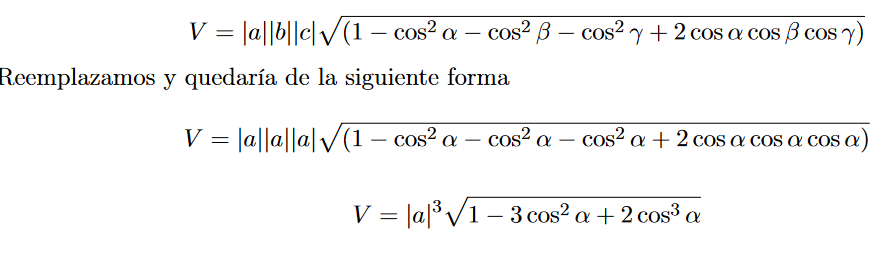 V = |a||b||c|√(1 − cos² α − cos² β − cos² γ + 2 cos α cos β cos γ)
Reemplazamos y quedaría de la siguiente forma
V = |a||a||a|√(1 − cos² α − cos² α − cos² α + 2 cos α cos α cos α)
V = |a|³√1 − 3 cos² α + 2 cos³ α